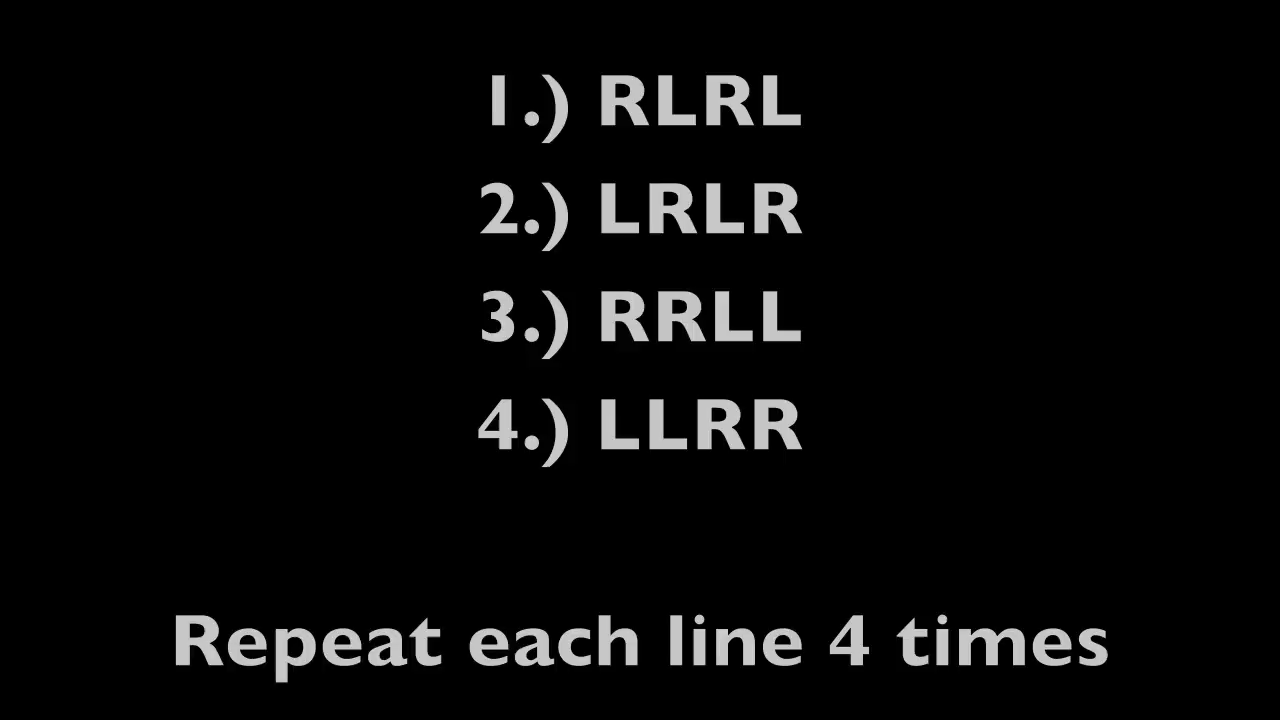 1.) RLRL
2.) LRLR
3.) RRLL
4.) LLRR
Repeat each line 4 times